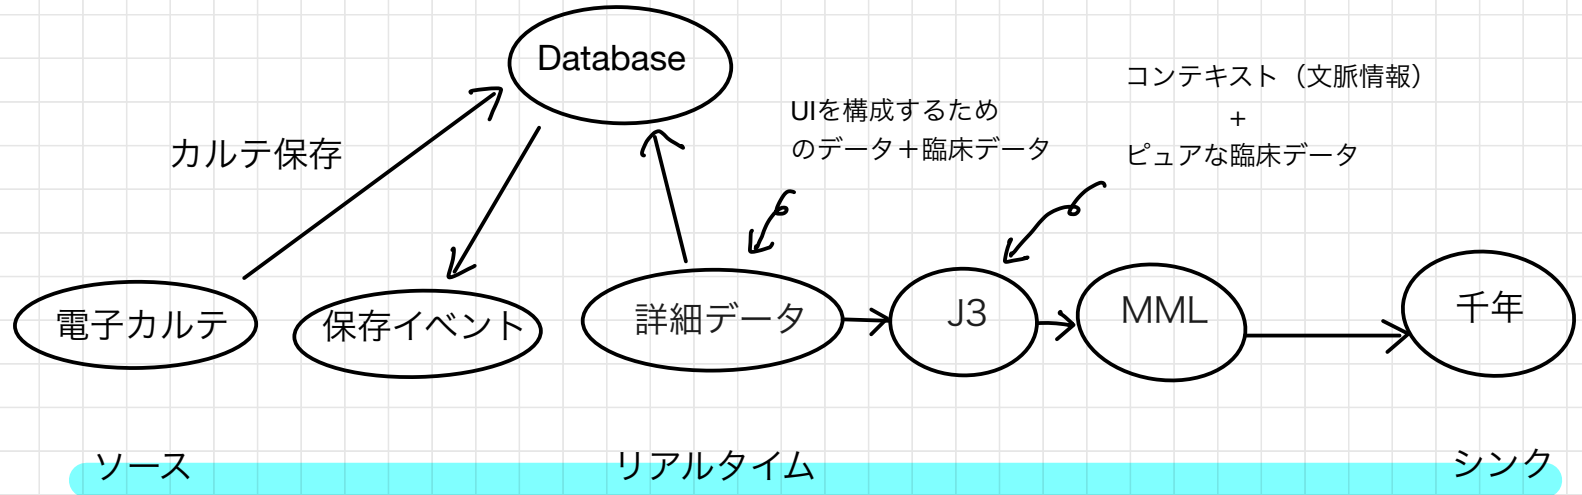 Database
コンテキスト（文脈情報）
+
ピュアな臨床データ
UIを構成するため
のデータ＋臨床データ
カルテ保存
電子カルテ
保存イベント
詳細データ
J3
MML
千年
ソース
リアルタイム
シンク